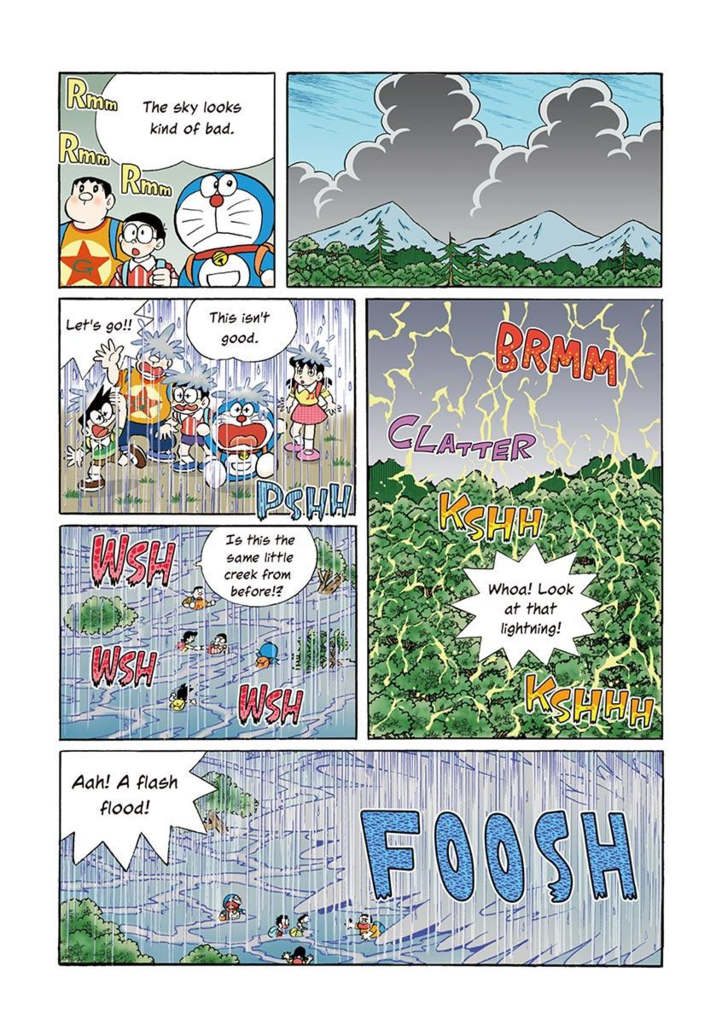 Rmm
Rmm
Rmm
The sky looks
kind of bad.
Let's go!!
This isn't
good.
PSHH
BRMM
CLATTER
KSHH
Whoa! Look
at that
lightning!
KSHHH
WSH
Is this the
same little
creek from
before!?
WSH
WSH
Aah! A flash
flood!
FOOSH